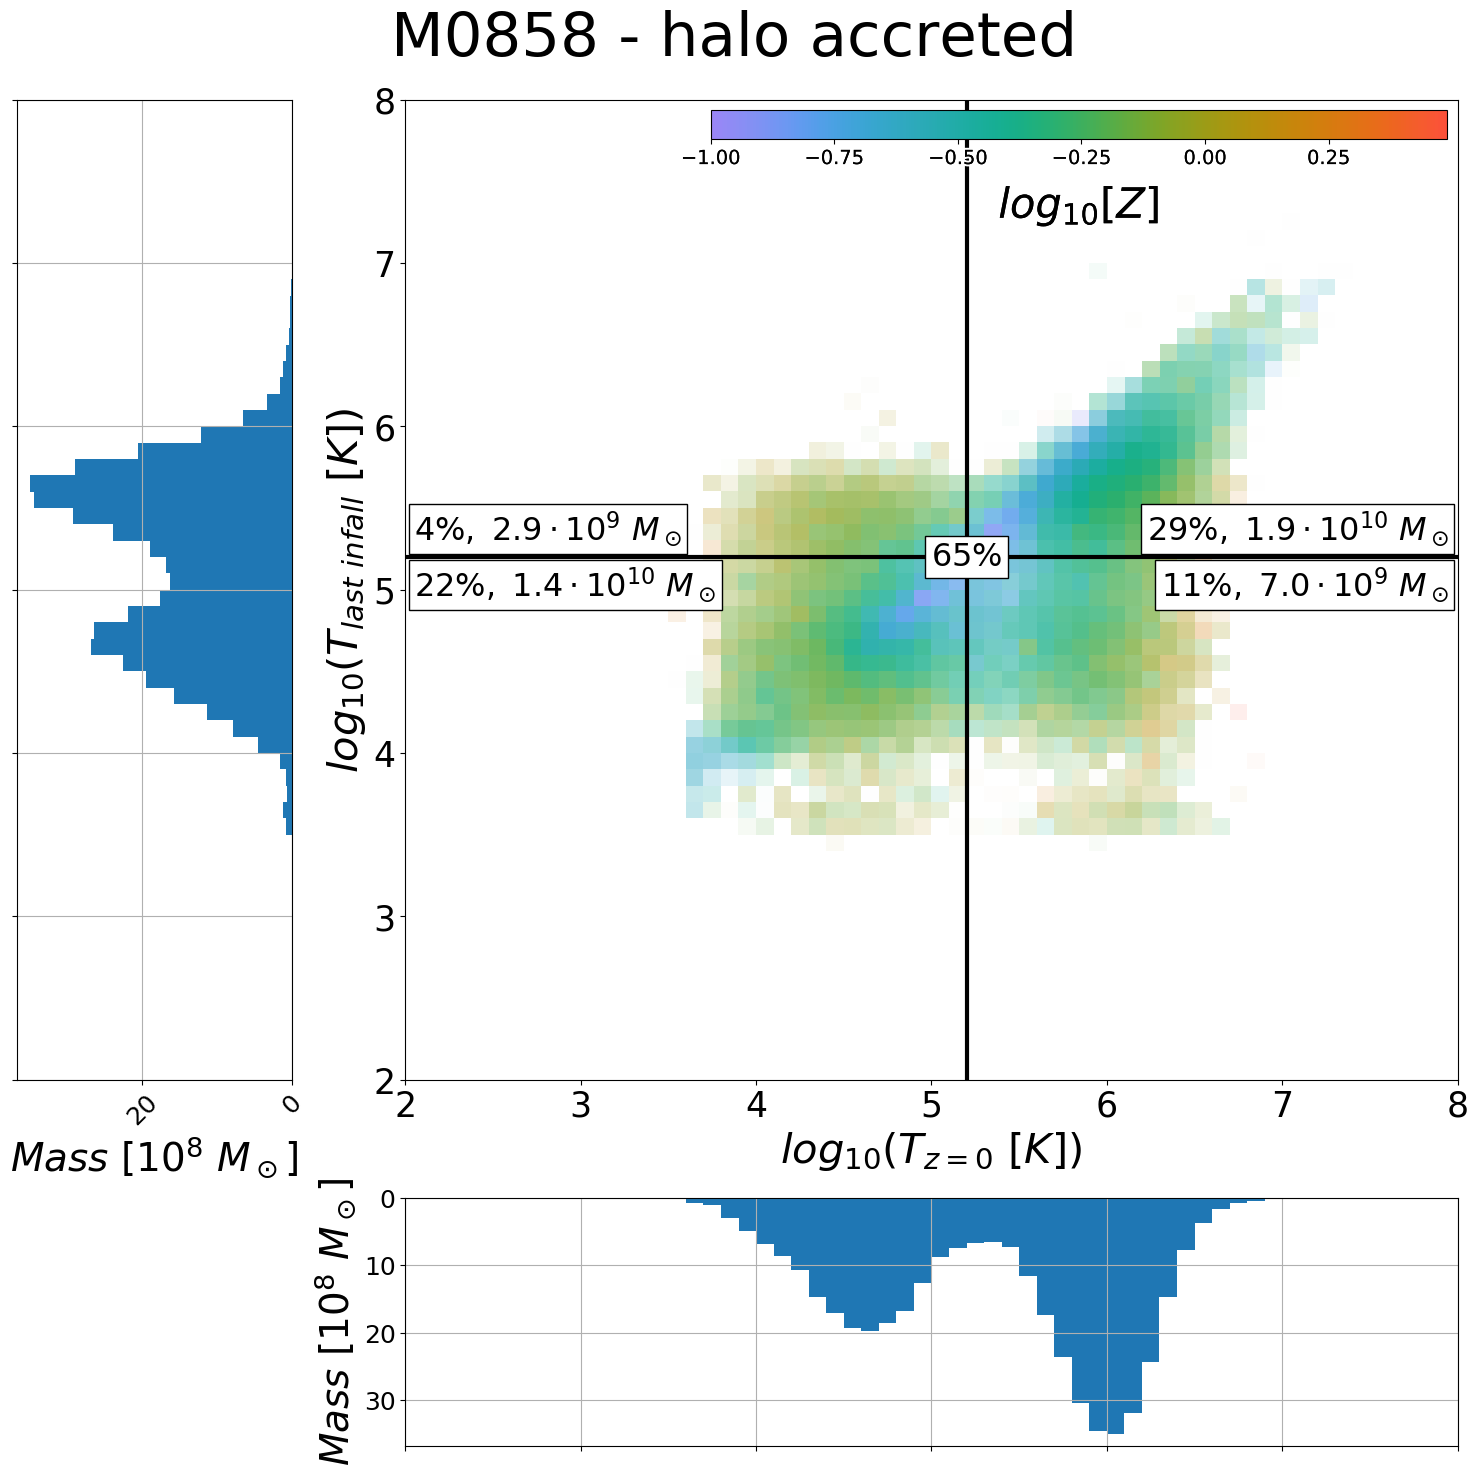 M0858 - halo accreted
8
7
6
5
4
3
2
−1.00 −0.75 −0.50 −0.25 0.00 0.25
log₁₀[Z]
log₁₀(T_last infall [K])
4%, 2.9 · 10⁹ M⊙
29%, 1.9 · 10¹⁰ M⊙
65%
22%, 1.4 · 10¹⁰ M⊙
11%, 7.0 · 10⁹ M⊙
20 0
Mass [10⁸ M⊙]
2 3 4 5 6 7 8
log₁₀(T_z=0 [K])
0
10
20
30
Mass [10⁸ M⊙]